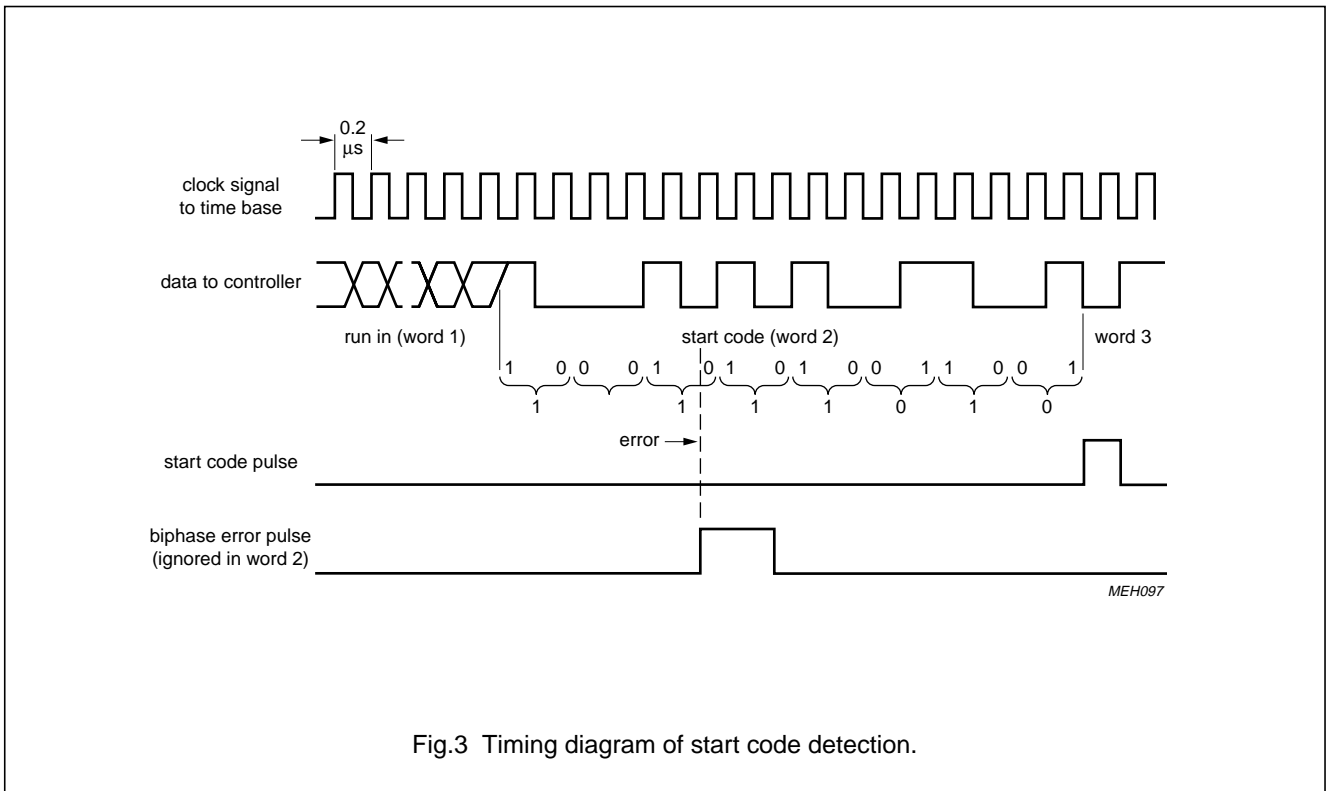 0.2
μs
clock signal
to time base
data to controller
run in (word 1)
start code (word 2)
word 3
1 0 0 0 1 0 1 0 1 0 0 1 1 0 0 1
1 1 1 1 0 1 0
error
start code pulse
biphase error pulse
(ignored in word 2)
MEH097
Fig.3 Timing diagram of start code detection.